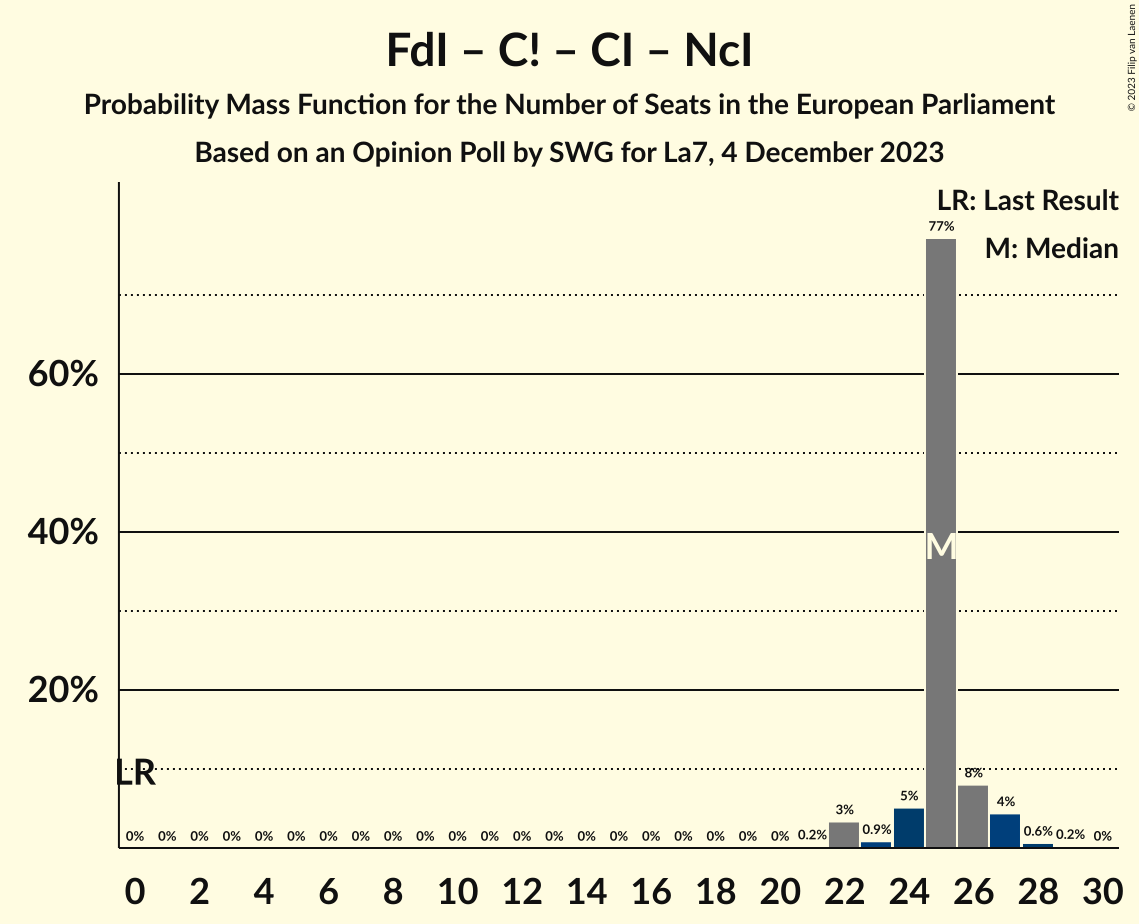 FdI – C! – CI – NcI
Probability Mass Function for the Number of Seats in the European Parliament
Based on an Opinion Poll by SWG for La7, 4 December 2023
© 2023 Filip van Laenen
LR: Last Result
M: Median
77%
60%
40%
20%
M
LR
0% 0% 0% 0% 0% 0% 0% 0% 0% 0% 0% 0% 0% 0% 0% 0% 0% 0% 0% 0% 0% 0.2% 3% 0.9% 5% 8% 4% 0.6% 0.2% 0%
0 2 4 6 8 10 12 14 16 18 20 22 24 26 28 30